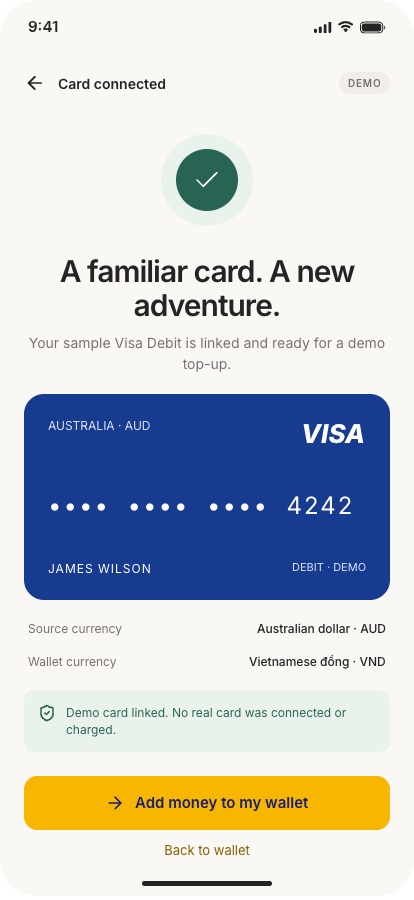 9:41
Card connected
DEMO
A familiar card. A new
adventure.
Your sample Visa Debit is linked and ready for a demo
top-up.
AUSTRALIA · AUD
VISA
•••• •••• •••• 4242
JAMES WILSON
DEBIT · DEMO
Source currency
Australian dollar · AUD
Wallet currency
Vietnamese đồng · VND
Demo card linked. No real card was connected or
charged.
Add money to my wallet
Back to wallet